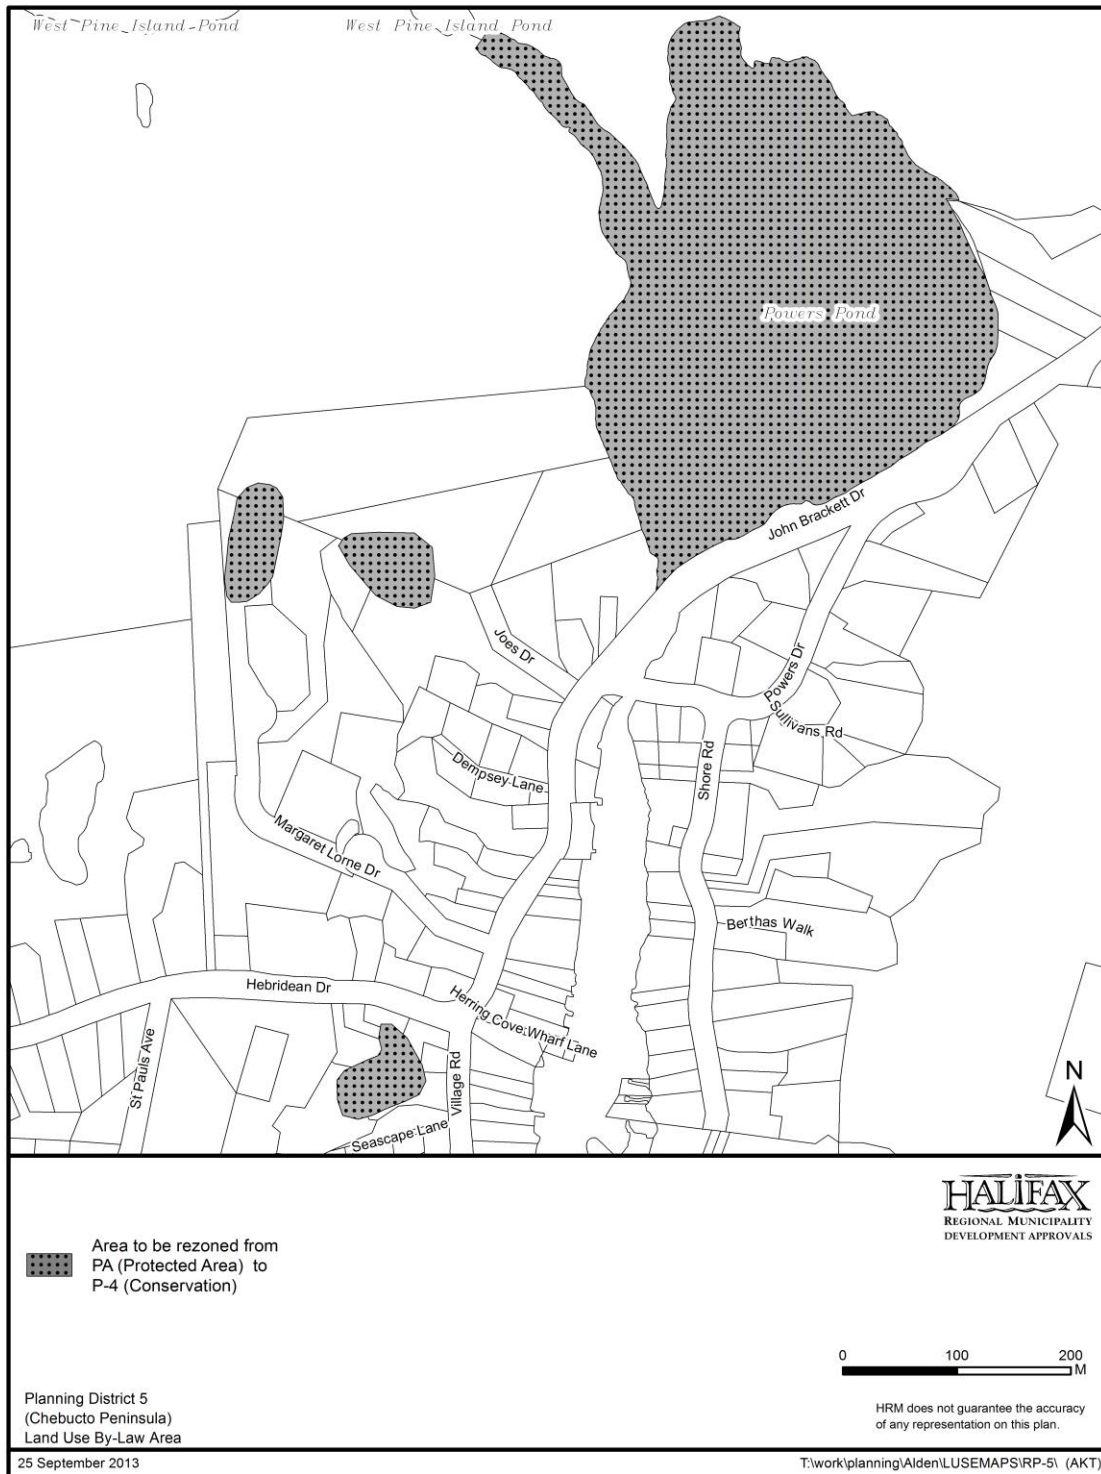 West Pine Island Pond
West Pine Island Pond
Powers Pond
John Brackett Dr
Joes Dr
Powers Dr
Sullivans Rd
Shore Rd
Dempsey Lane
Margaret Lorne Dr
Berthas Walk
Hebridean Dr
Herring Cove Wharf Lane
St Pauls Ave
Village Rd
Seascape Lane
N
HALIFAX
REGIONAL MUNICIPALITY
DEVELOPMENT APPROVALS
Area to be rezoned from
PA (Protected Area) to
P-4 (Conservation)
0 100 200
M
Planning District 5
(Chebucto Peninsula)
Land Use By-Law Area
HRM does not guarantee the accuracy
of any representation on this plan.
25 September 2013
T:\work\planning\Alden\LUSEMAPS\RP-5\ (AKT)